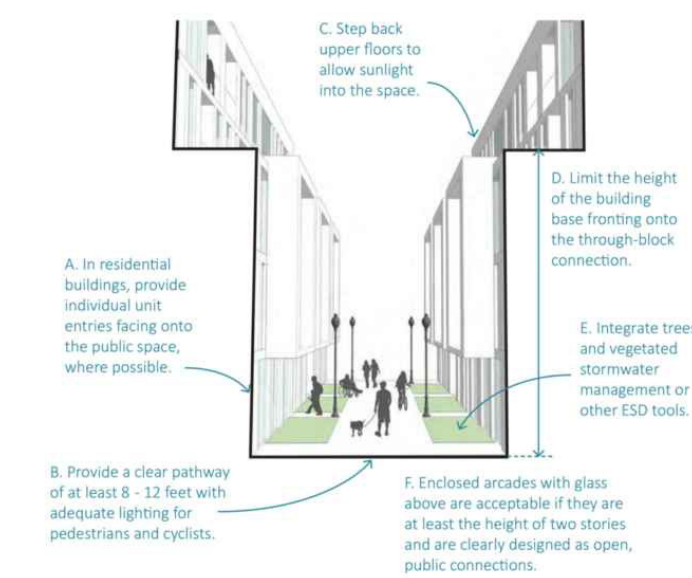 C. Step back
upper floors to
allow sunlight
into the space.
D. Limit the height
of the building
base fronting onto
the through-block
connection.
A. In residential
buildings, provide
individual unit
entries facing onto
the public space,
where possible.
E. Integrate trees
and vegetated
stormwater
management or
other ESD tools.
B. Provide a clear pathway
of at least 8 - 12 feet with
adequate lighting for
pedestrians and cyclists.
F. Enclosed arcades with glass
above are acceptable if they are
at least the height of two stories
and are clearly designed as open,
public connections.